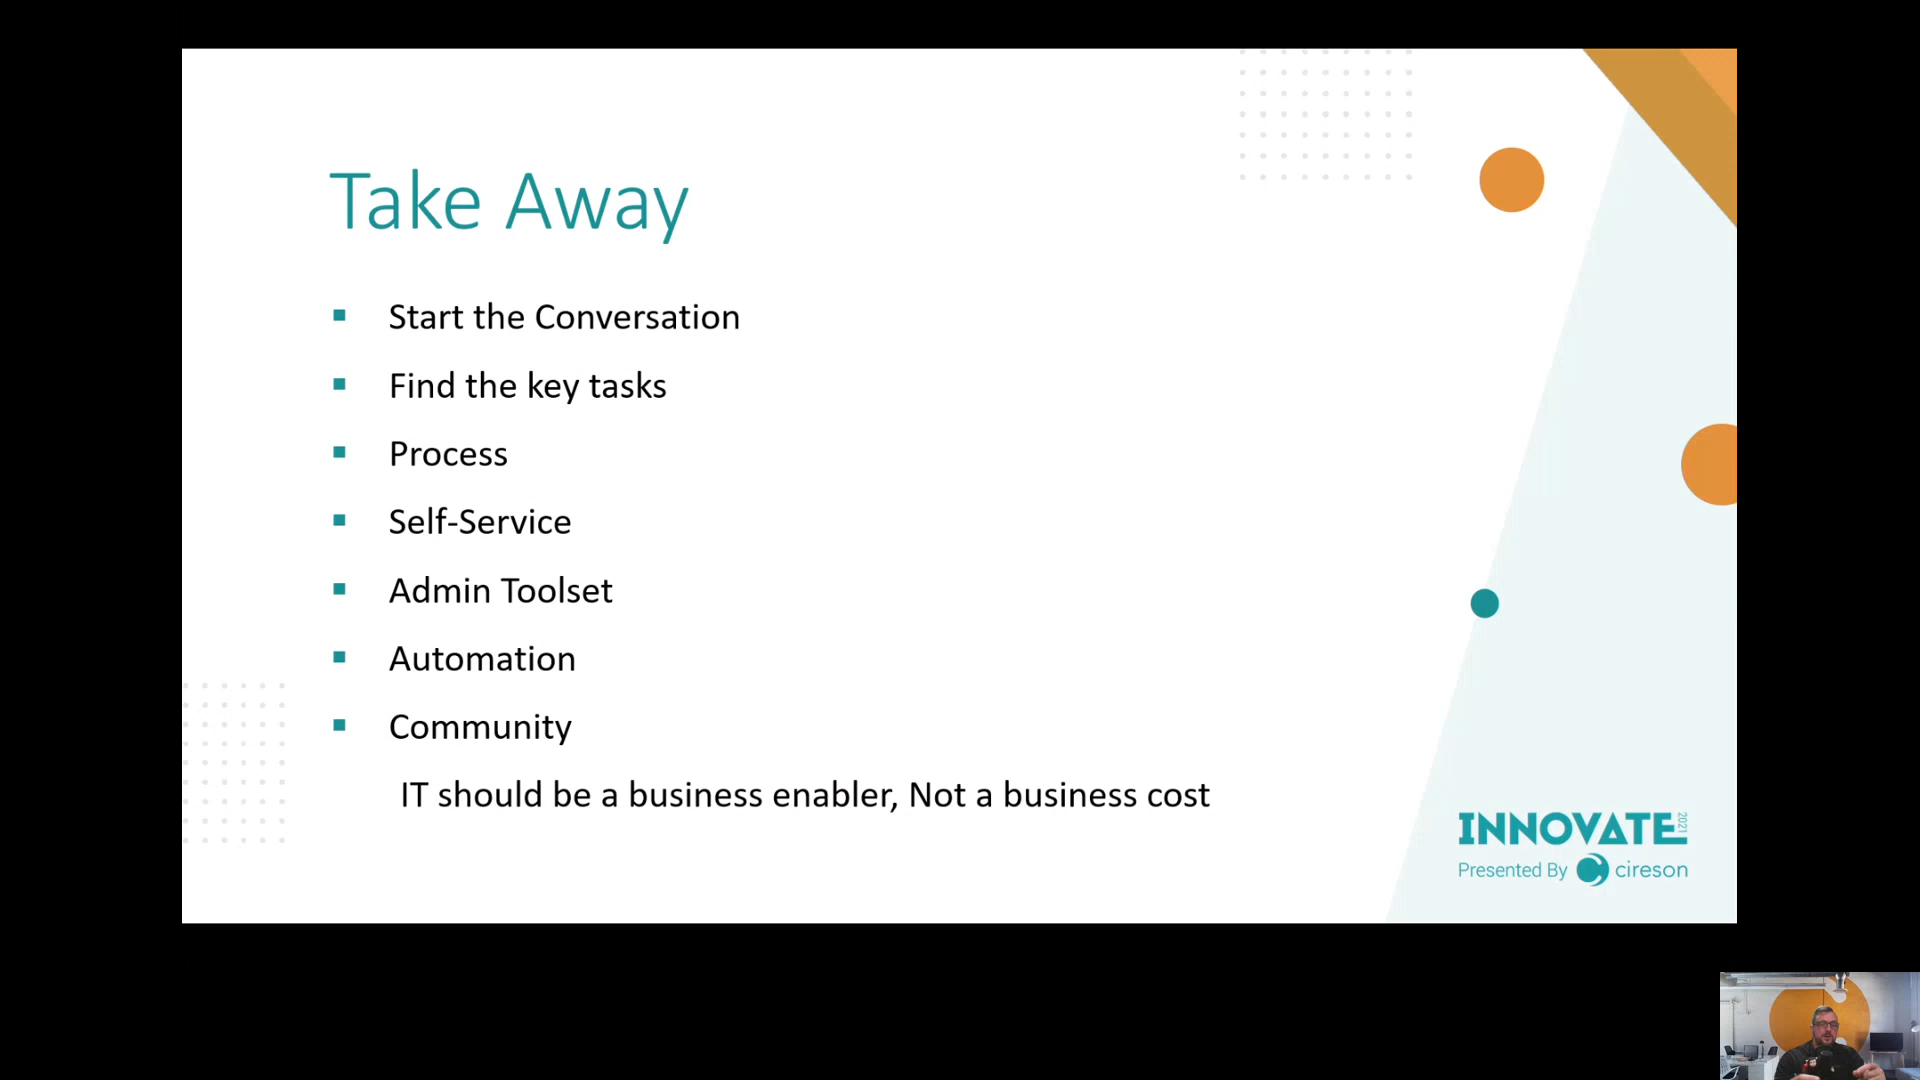 Take Away
Start the Conversation
Find the key tasks
Process
Self-Service
Admin Toolset
Automation
Community
IT should be a business enabler, Not a business cost
INNOVATE 2021
Presented By cireson